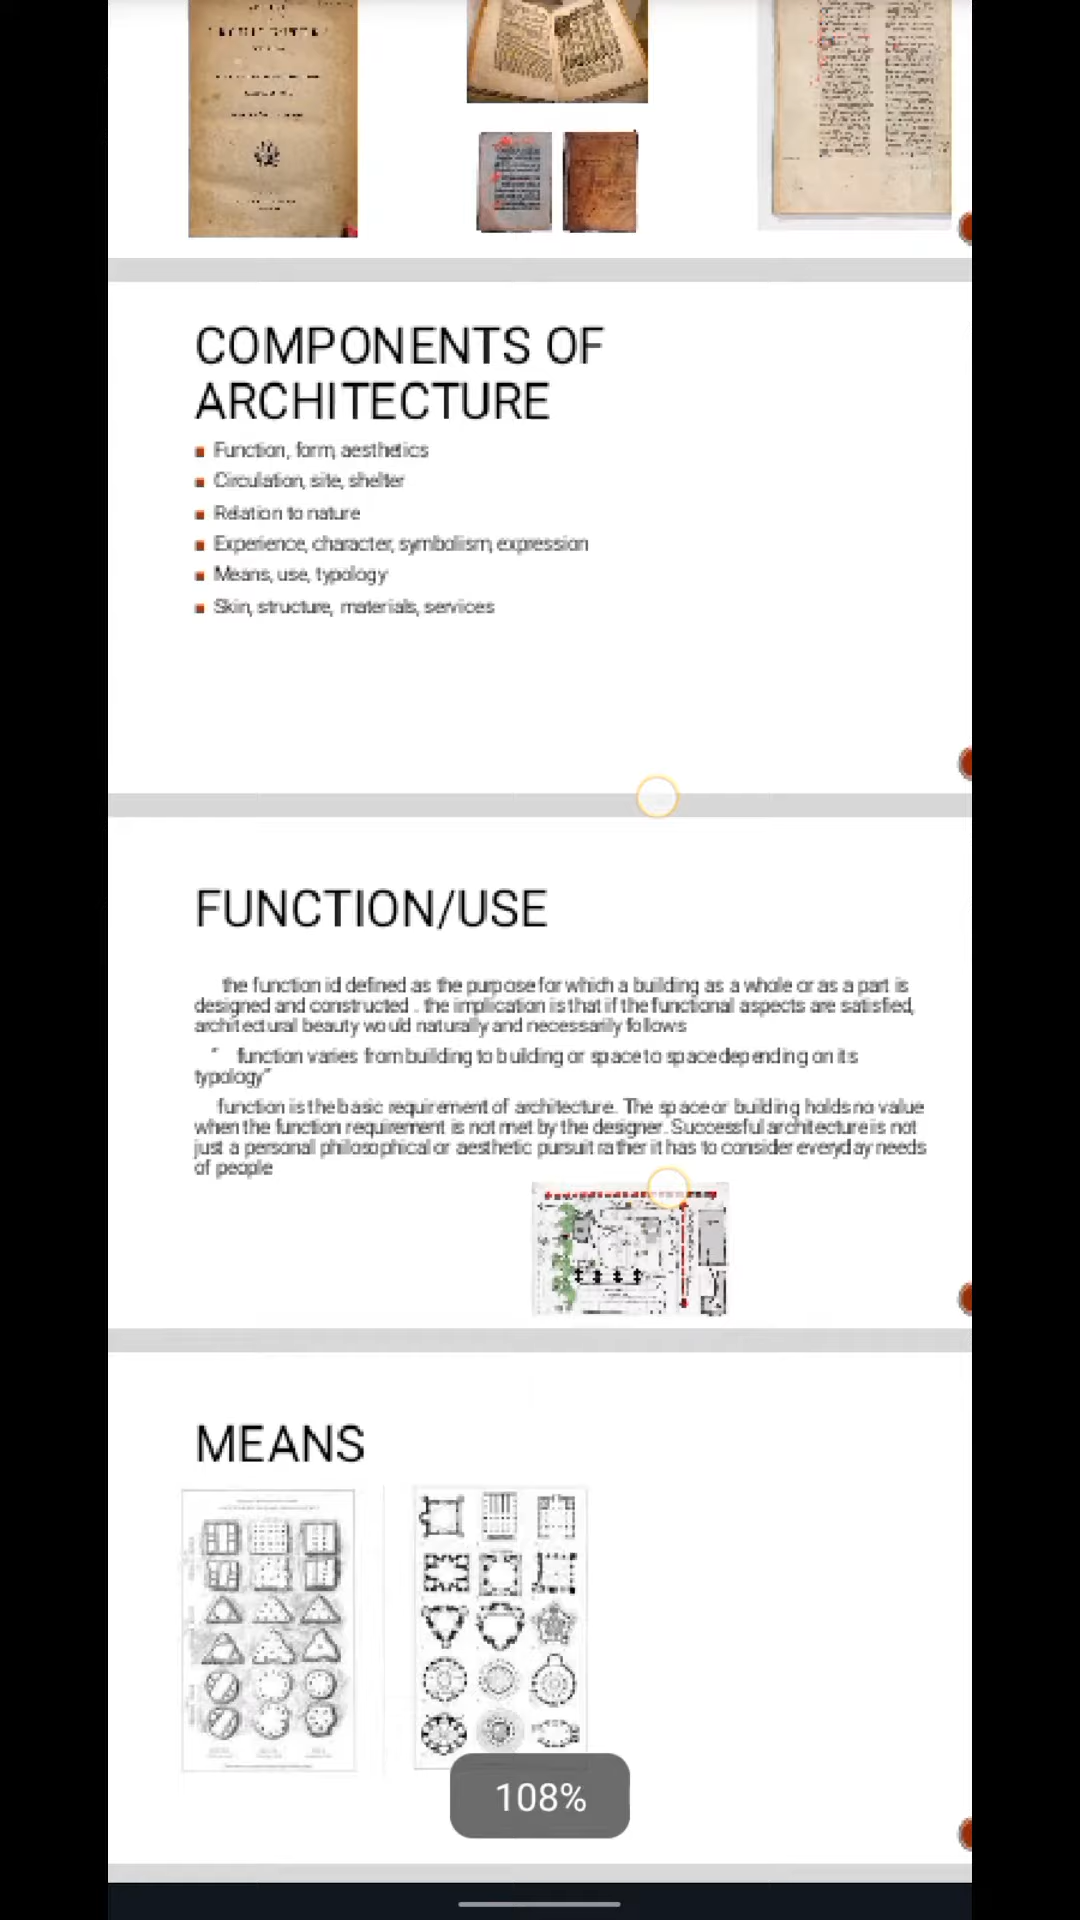 COMPONENTS OF
ARCHITECTURE
Function, form, aesthetics
Circulation, site, shelter
Relation to nature
Experience, character, symbolism, expression
Means, use, typology
Skin, structure, materials, services
FUNCTION/USE
the function id defined as the purpose for which a building as a whole or as a part is
designed and constructed . the implication is that if the functional aspects are satisfied,
architectural beauty would naturally and necessarily follows
" function varies from building to building or space to space depending on its
typology"
function is the basic requirement of architecture. The space or building holds no value
when the function requirement is not met by the designer. Successful architecture is not
just a personal philosophical or aesthetic pursuit rather it has to consider everyday needs
of people
MEANS
108%